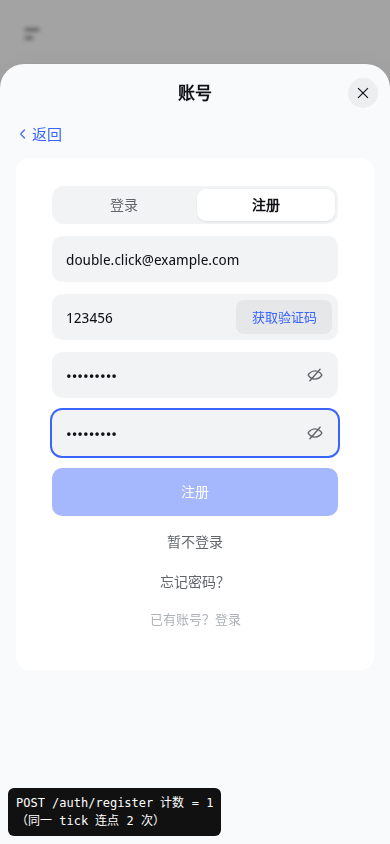 账号
返回
登录
注册
double.click@example.com
123456
获取验证码
•••••••••
•••••••••
注册
暂不登录
忘记密码?
已有账号? 登录
POST /auth/register 计数 = 1
(同一 tick 连点 2 次)